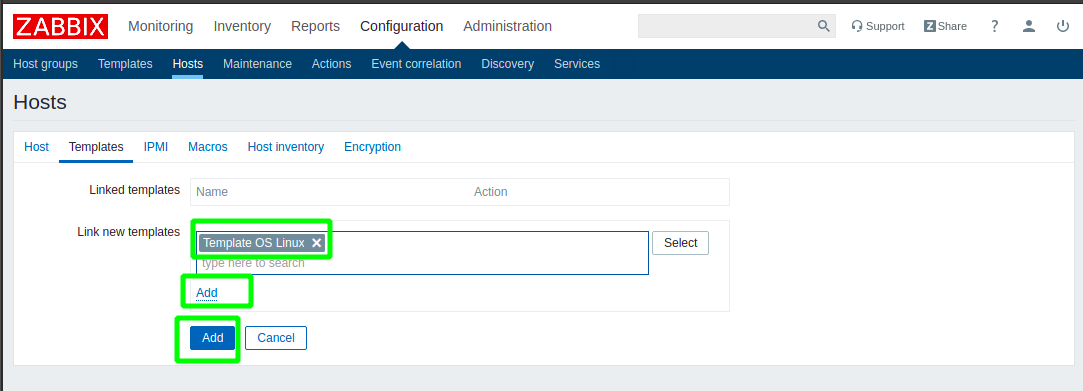 ZABBIX Monitoring Inventory Reports Configuration Administration Support Z Share ?
Host groups Templates Hosts Maintenance Actions Event correlation Discovery Services
Hosts
Host Templates IPMI Macros Host inventory Encryption
Linked templates Name Action
Link new templates
Template OS Linux ✕ Select
type here to search
Add
Add Cancel